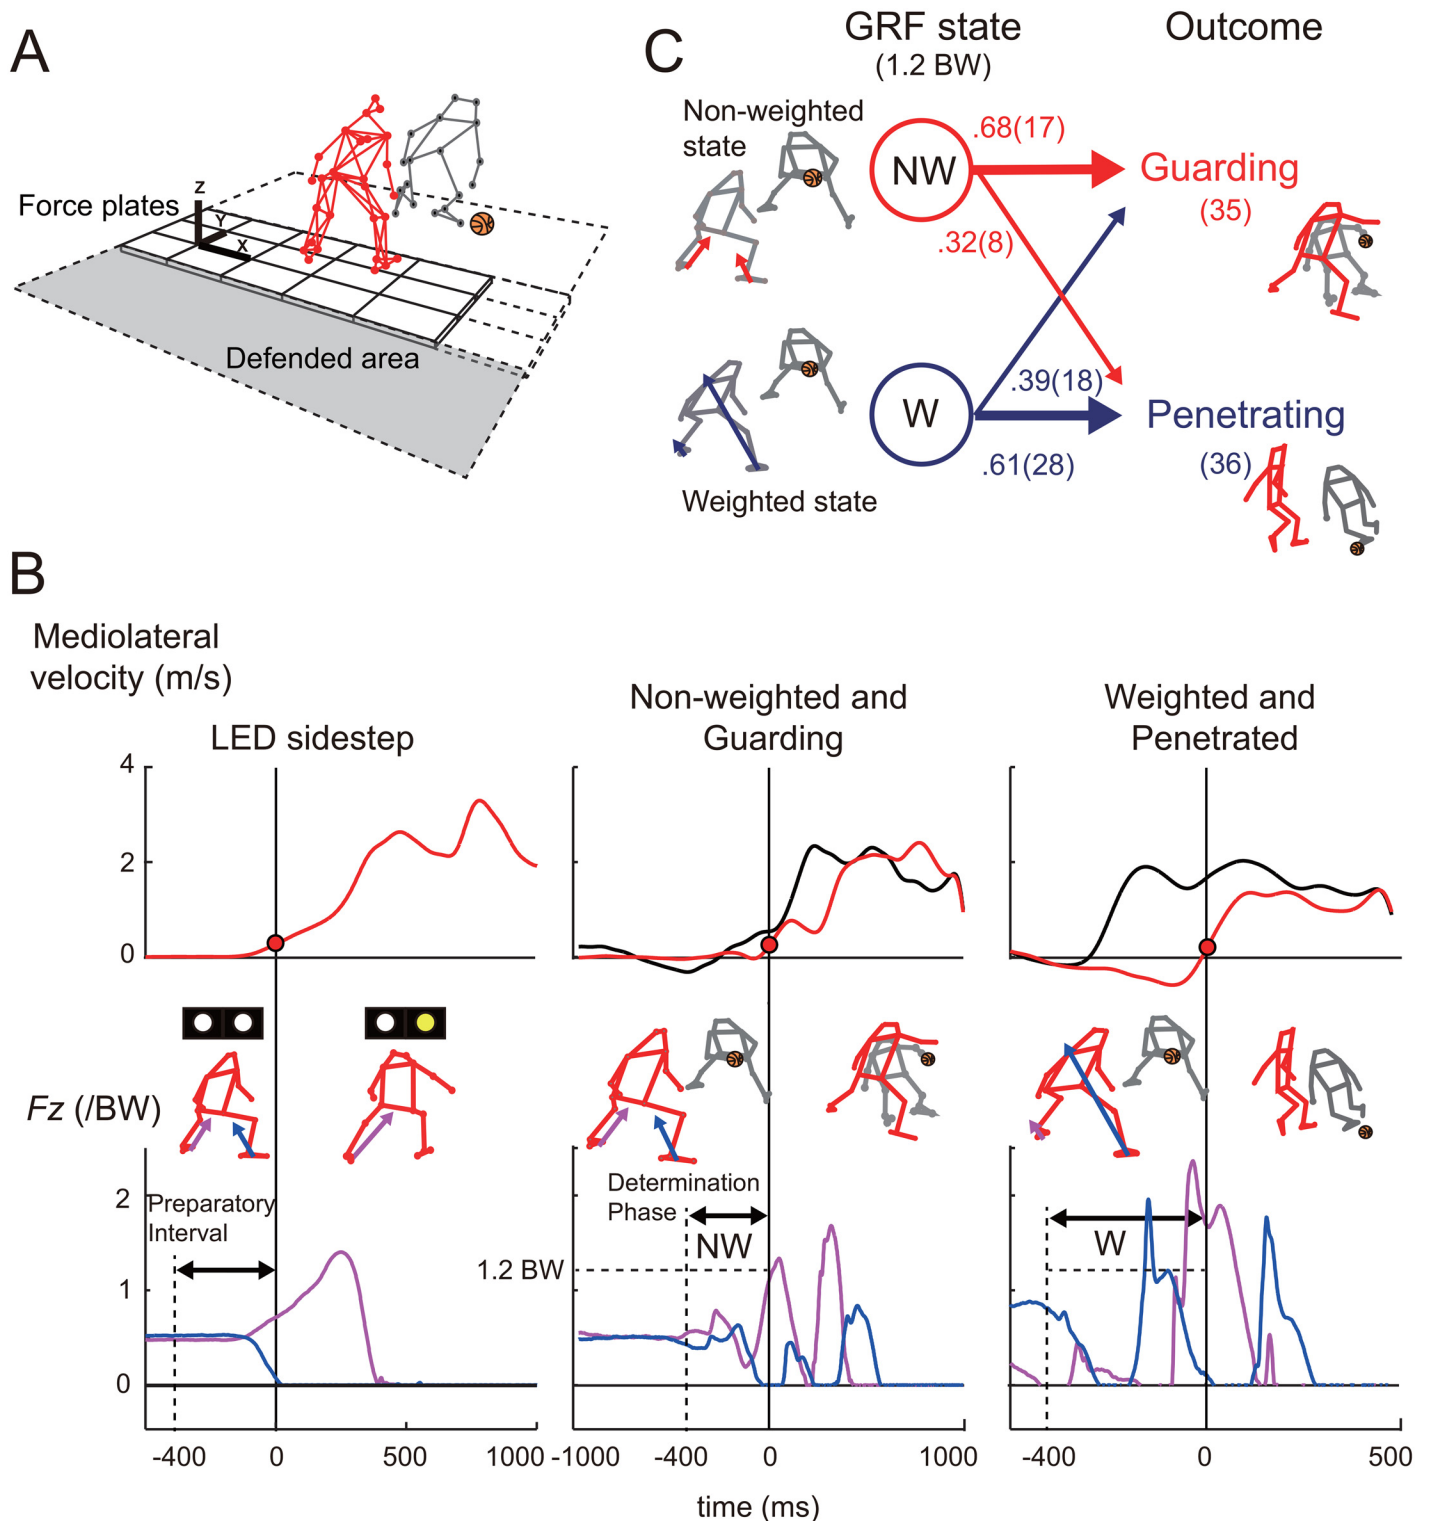 A
Force plates
Z
Y
X
Defended area
C
GRF state
(1.2 BW)
Outcome
Non-weighted
state
NW
.68(17)
Guarding
(35)
.32(8)
W
.39(18)
Penetrating
.61(28)
(36)
Weighted state
B
Mediolateral
velocity (m/s)
LED sidestep
Non-weighted and
Guarding
Weighted and
Penetrated
4
2
0
Fz (/BW)
Preparatory
Interval
Determination
Phase
NW
W
2
1.2 BW
1
0
-400 0 500 1000
-1000 -400 0 1000
-400 0 500
time (ms)